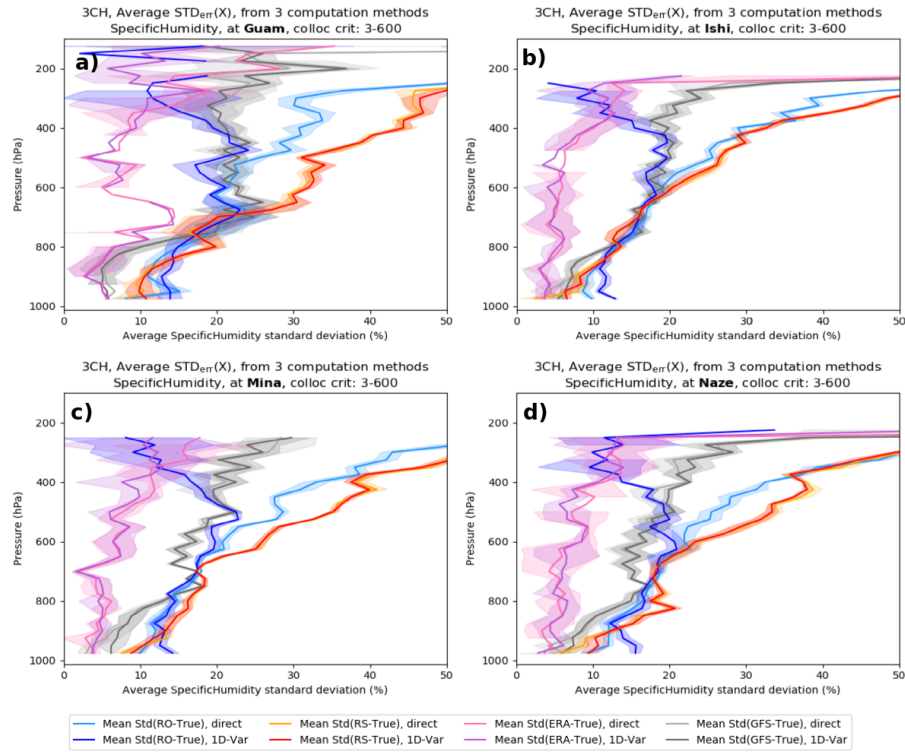 3CH, Average STDerr(X), from 3 computation methods
SpecificHumidity, at Guam, colloc crit: 3-600
a)
200
400
600
800
1000
Pressure (hPa)
0 10 20 30 40 50
Average SpecificHumidity standard deviation (%)
3CH, Average STDerr(X), from 3 computation methods
SpecificHumidity, at Ishi, colloc crit: 3-600
b)
200
400
600
800
1000
Pressure (hPa)
0 10 20 30 40 50
Average SpecificHumidity standard deviation (%)
3CH, Average STDerr(X), from 3 computation methods
SpecificHumidity, at Mina, colloc crit: 3-600
c)
200
400
600
800
1000
Pressure (hPa)
0 10 20 30 40 50
Average SpecificHumidity standard deviation (%)
3CH, Average STDerr(X), from 3 computation methods
SpecificHumidity, at Naze, colloc crit: 3-600
d)
200
400
600
800
1000
Pressure (hPa)
0 10 20 30 40 50
Average SpecificHumidity standard deviation (%)
Mean Std(RO-True), direct Mean Std(RS-True), direct Mean Std(ERA-True), direct Mean Std(GFS-True), direct
Mean Std(RO-True), 1D-Var Mean Std(RS-True), 1D-Var Mean Std(ERA-True), 1D-Var Mean Std(GFS-True), 1D-Var